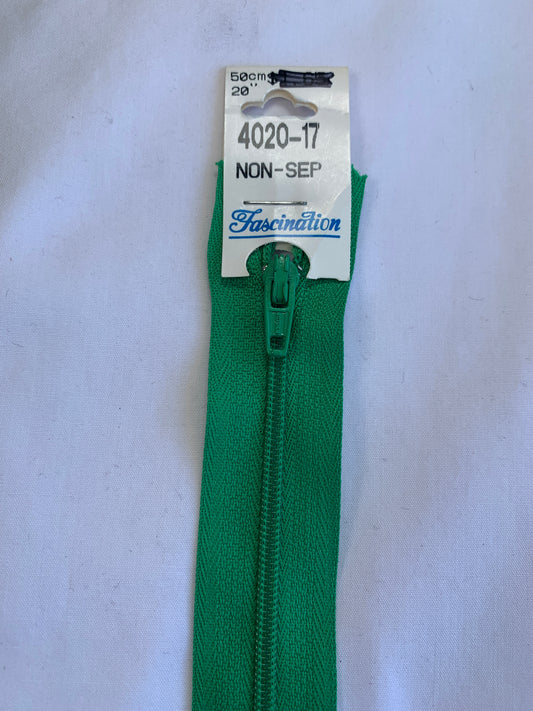 50cm $
20"
4020-17
NON-SEP
Fascination